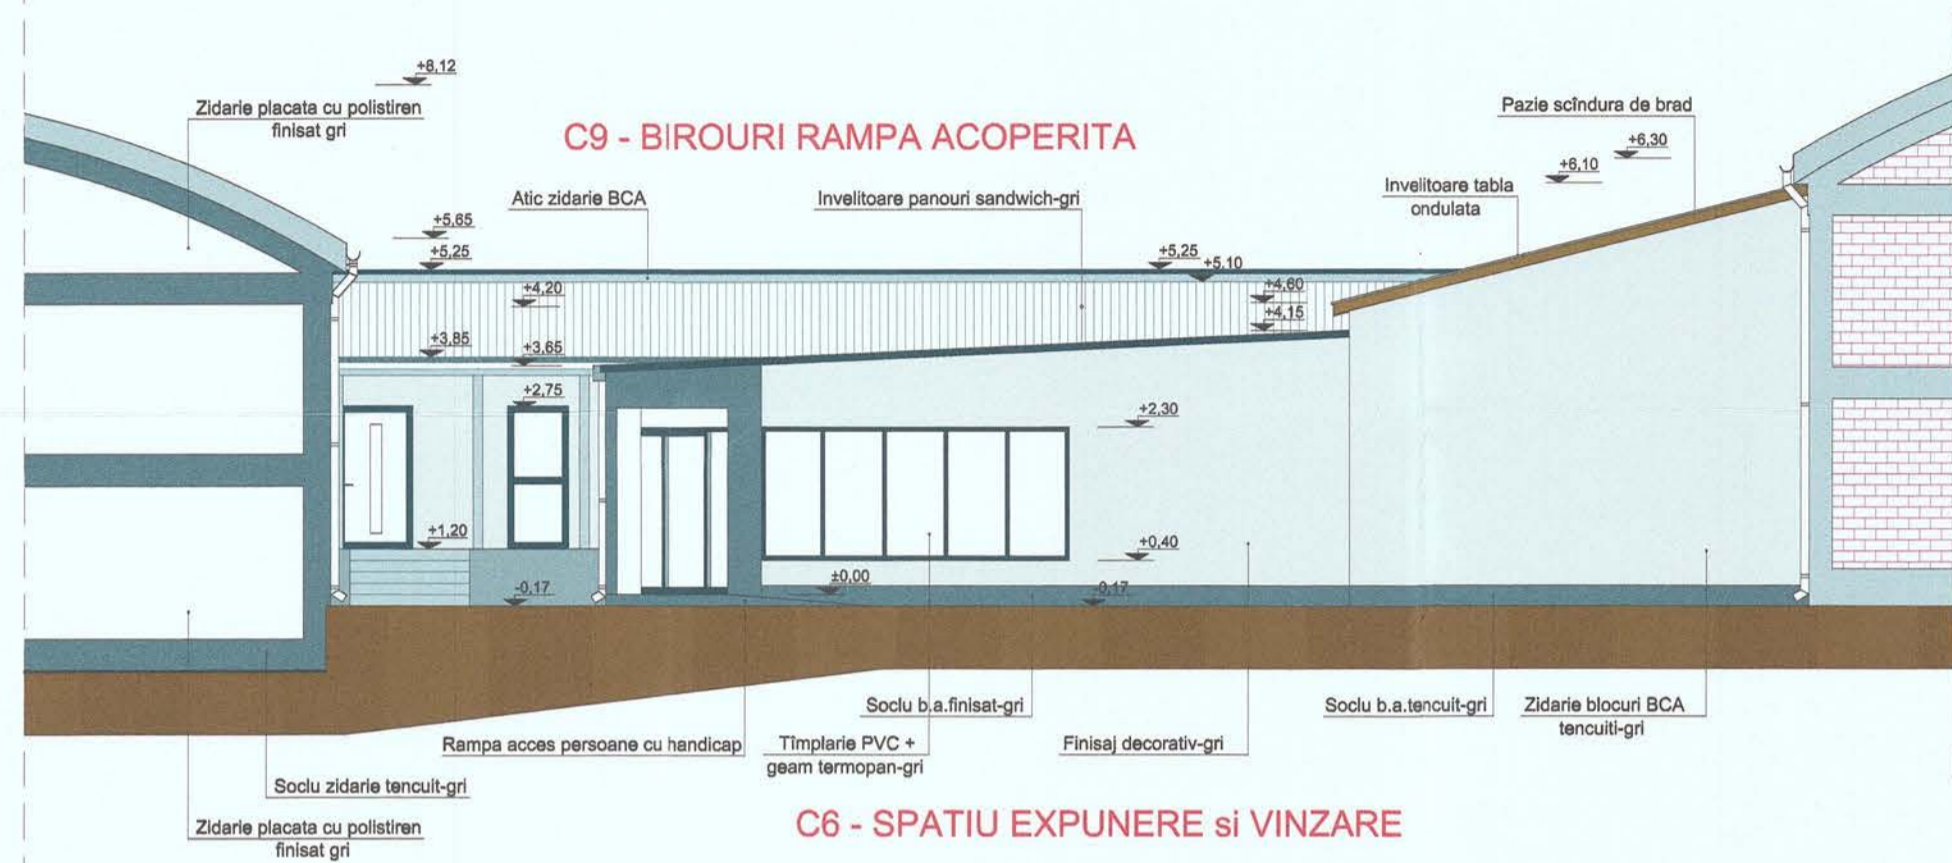 +8,12
Zidarie placata cu polistiren
finisat gri
C9 - BIROURI RAMPA ACOPERITA
Pazie scîndura de brad
+6,30
+6,10
Atic zidarie BCA
Invelitoare panouri sandwich-gri
Invelitoare tabla
ondulata
+5,65
+5,25
+5,25
+5.10
+4,20
+4,60
+4,15
+3,85
+3,65
+2,75
+2,30
+1,20
+0,40
-0,17
±0,00
-0,17
Soclu b.a.finisat-gri
Soclu b.a.tencuit-gri
Zidarie blocuri BCA
tencuiti-gri
Rampa acces persoane cu handicap
Tîmplarie PVC +
geam termopan-gri
Finisaj decorativ-gri
Soclu zidarie tencuit-gri
Zidarie placata cu polistiren
finisat gri
C6 - SPATIU EXPUNERE si VINZARE